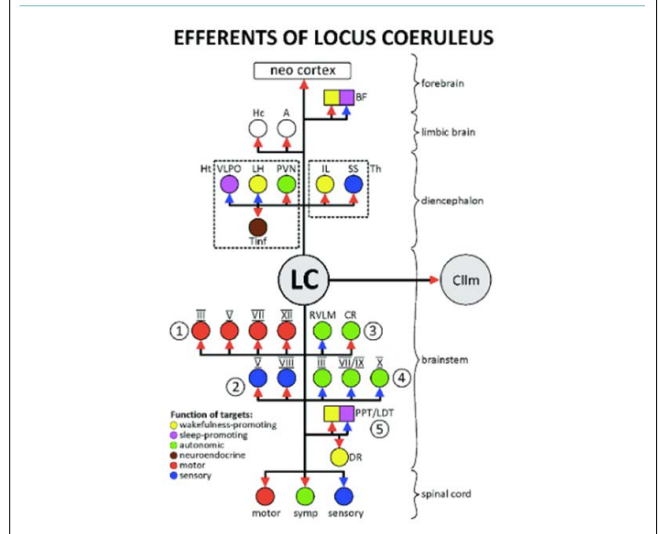 EFFERENTS OF LOCUS COERULEUS
neo cortex
forebrain
BF
Hc A
limbic brain
Ht VLPO LH PVN IL SS Th
diencephalon
Tinf
LC
CIIm
III V VII XII RVLM CR
1 3
brainstem
V VIII III VII/IX X
2 4
PPT/LDT
5
Function of targets:
wakefulness-promoting
sleep-promoting
autonomic
neuroendocrine
motor
sensory
DR
spinal cord
motor symp sensory